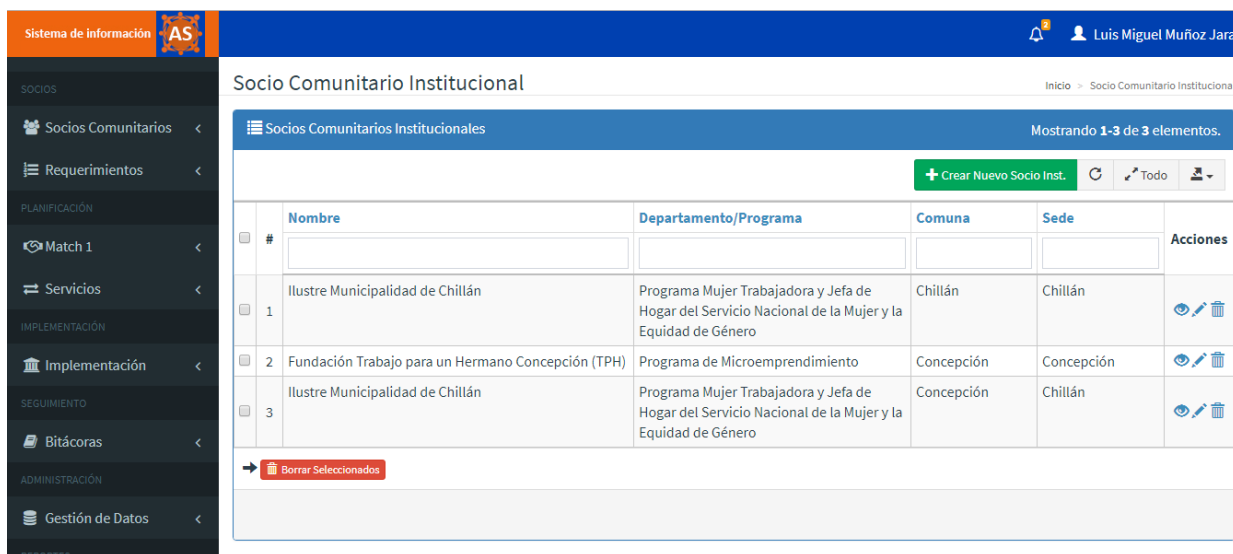 Sistema de información AS
2
Luis Miguel Muñoz Jara
SOCIOS
Socios Comunitarios
Requerimientos
PLANIFICACIÓN
Match 1
Servicios
IMPLEMENTACIÓN
Implementación
SEGUIMIENTO
Bitácoras
ADMINISTRACIÓN
Gestión de Datos
Socio Comunitario Institucional
Inicio > Socio Comunitario Instituciona
Socios Comunitarios Institucionales
Mostrando 1-3 de 3 elementos.
Crear Nuevo Socio Inst.
Todo
# Nombre Departamento/Programa Comuna Sede Acciones
1 Ilustre Municipalidad de Chillán Programa Mujer Trabajadora y Jefa de Chillán Chillán
Hogar del Servicio Nacional de la Mujer y la
Equidad de Género
2 Fundación Trabajo para un Hermano Concepción (TPH) Programa de Microemprendimiento Concepción Concepción
3 Ilustre Municipalidad de Chillán Programa Mujer Trabajadora y Jefa de Concepción Chillán
Hogar del Servicio Nacional de la Mujer y la
Equidad de Género
Borrar Seleccionados